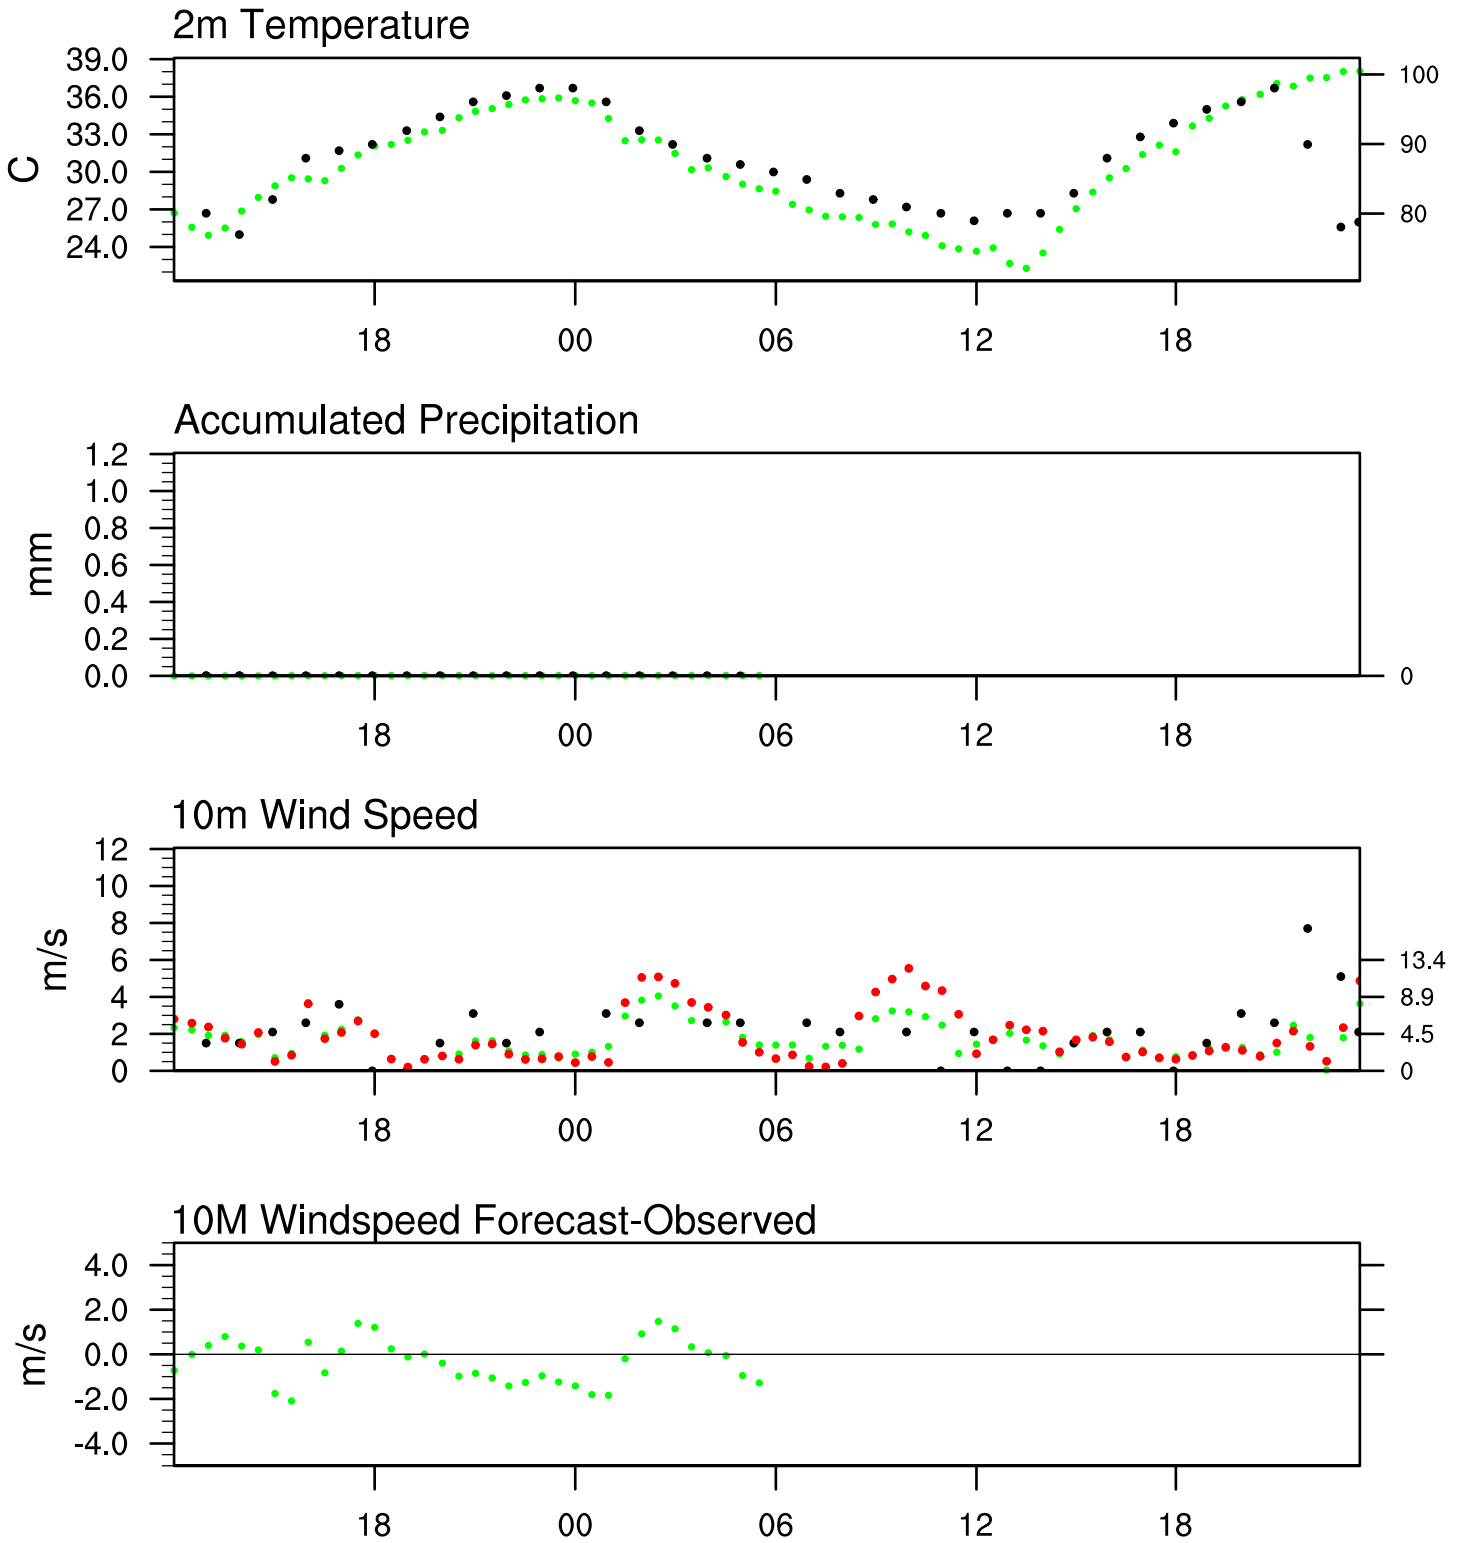 2m Temperature
39.0
36.0
33.0
30.0
27.0
24.0
C
100
90
80
18 00 06 12 18
Accumulated Precipitation
1.2
1.0
0.8
0.6
0.4
0.2
0.0
mm
0
18 00 06 12 18
10m Wind Speed
12
10
8
6
4
2
0
m/s
13.4
8.9
4.5
0
18 00 06 12 18
10M Windspeed Forecast-Observed
4.0
2.0
0.0
-2.0
-4.0
m/s
18 00 06 12 18